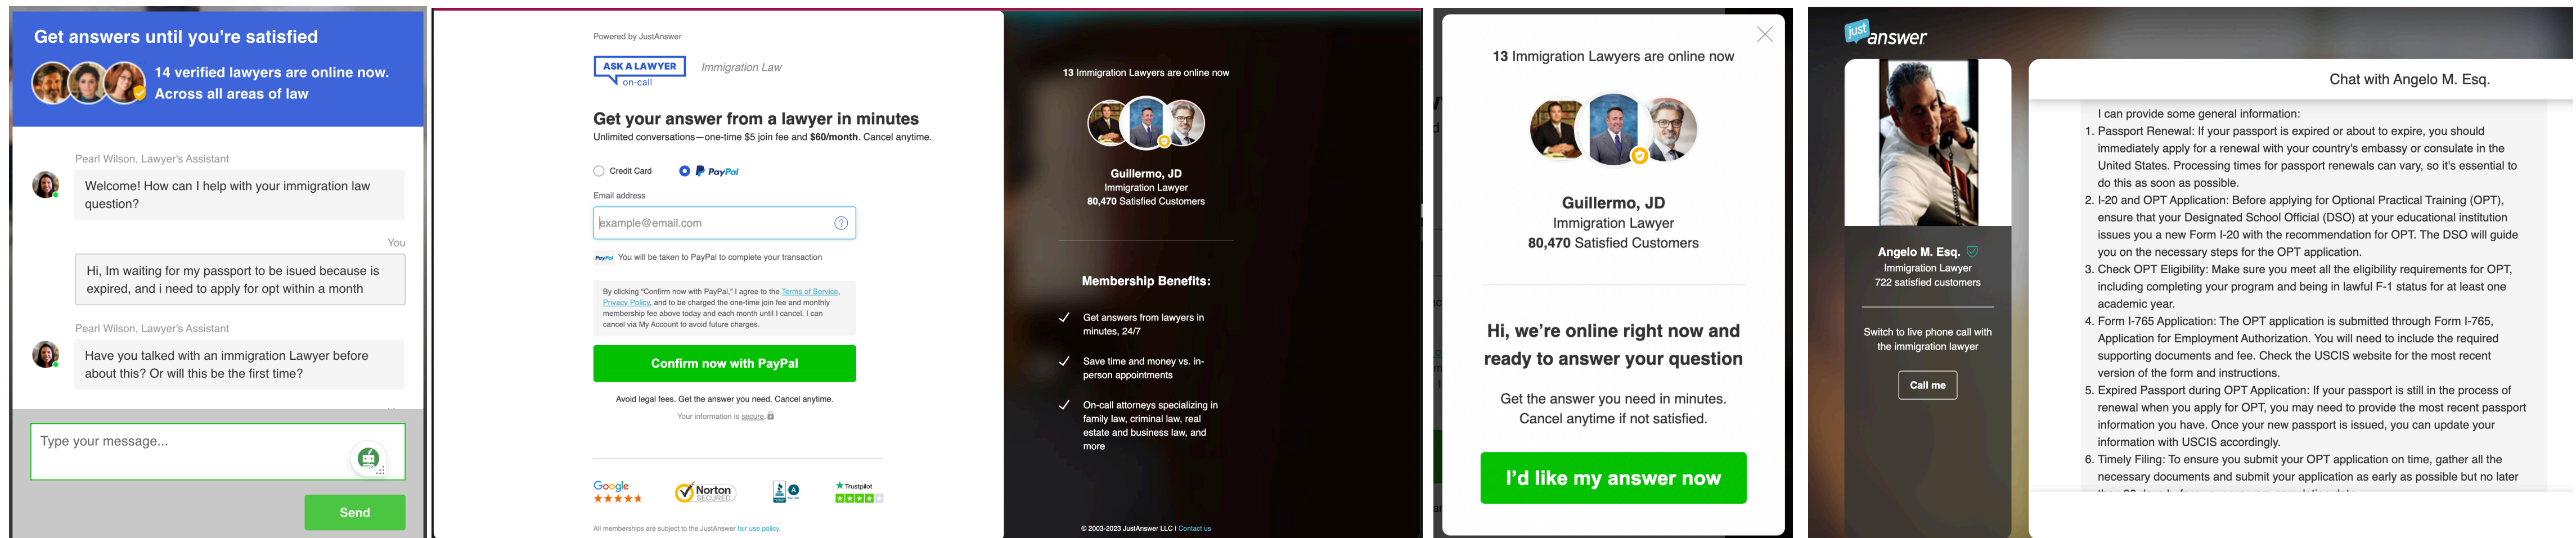 Get answers until you're satisfied
14 verified lawyers are online now.
Across all areas of law
Pearl Wilson, Lawyer's Assistant
Welcome! How can I help with your immigration law
question?
You
Hi, Im waiting for my passport to be isued because is
expired, and i need to apply for opt within a month
Pearl Wilson, Lawyer's Assistant
Have you talked with an immigration Lawyer before
about this? Or will this be the first time?
Type your message...
Send
Powered by JustAnswer
ASK A LAWYER
on-call
Immigration Law
Get your answer from a lawyer in minutes
Unlimited conversations—one-time $5 join fee and $60/month. Cancel anytime.
Credit Card
PayPal
Email address
example@email.com
?
PayPal You will be taken to PayPal to complete your transaction
By clicking "Confirm now with PayPal," I agree to the Terms of Service,
Privacy Policy, and to be charged the one-time join fee and monthly
membership fee above today and each month until I cancel. I can
cancel via My Account to avoid future charges.
Confirm now with PayPal
Avoid legal fees. Get the answer you need. Cancel anytime.
Your information is secure.
Google
Norton
SECURED
Trustpilot
All memberships are subject to the JustAnswer fair use policy.
13 Immigration Lawyers are online now
Guillermo, JD
Immigration Lawyer
80,470 Satisfied Customers
Membership Benefits:
Get answers from lawyers in
minutes, 24/7
Save time and money vs. in-
person appointments
On-call attorneys specializing in
family law, criminal law, real
estate and business law, and
more
© 2003-2023 JustAnswer LLC I Contact us
13 Immigration Lawyers are online now
Guillermo, JD
Immigration Lawyer
80,470 Satisfied Customers
Hi, we're online right now and
ready to answer your question
Get the answer you need in minutes.
Cancel anytime if not satisfied.
I'd like my answer now
just
answer
Angelo M. Esq.
Immigration Lawyer
722 satisfied customers
Switch to live phone call with
the immigration lawyer
Call me
Chat with Angelo M. Esq.
I can provide some general information:
1. Passport Renewal: If your passport is expired or about to expire, you should
immediately apply for a renewal with your country's embassy or consulate in the
United States. Processing times for passport renewals can vary, so it's essential to
do this as soon as possible.
2. I-20 and OPT Application: Before applying for Optional Practical Training (OPT),
ensure that your Designated School Official (DSO) at your educational institution
issues you a new Form I-20 with the recommendation for OPT. The DSO will guide
you on the necessary steps for the OPT application.
3. Check OPT Eligibility: Make sure you meet all the eligibility requirements for OPT,
including completing your program and being in lawful F-1 status for at least one
academic year.
4. Form I-765 Application: The OPT application is submitted through Form I-765,
Application for Employment Authorization. You will need to include the required
supporting documents and fee. Check the USCIS website for the most recent
version of the form and instructions.
5. Expired Passport during OPT Application: If your passport is still in the process of
renewal when you apply for OPT, you may need to provide the most recent passport
information you have. Once your new passport is issued, you can update your
information with USCIS accordingly.
6. Timely Filing: To ensure you submit your OPT application on time, gather all the
necessary documents and submit your application as early as possible but no later